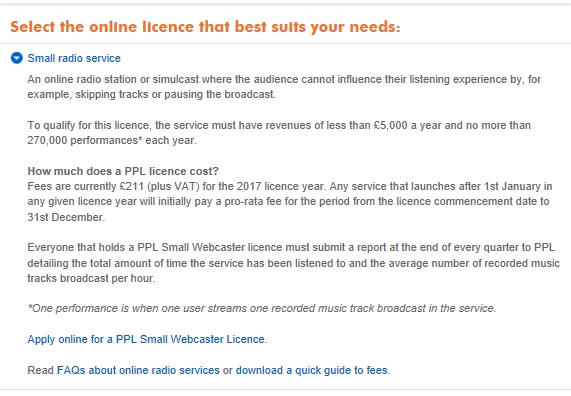 Select the online licence that best suits your needs:
Small radio service
An online radio station or simulcast where the audience cannot influence their listening experience by, for
example, skipping tracks or pausing the broadcast.
To qualify for this licence, the service must have revenues of less than £5,000 a year and no more than
270,000 performances* each year.
How much does a PPL licence cost?
Fees are currently £211 (plus VAT) for the 2017 licence year. Any service that launches after 1st January in
any given licence year will initially pay a pro-rata fee for the period from the licence commencement date to
31st December.
Everyone that holds a PPL Small Webcaster licence must submit a report at the end of every quarter to PPL
detailing the total amount of time the service has been listened to and the average number of recorded music
tracks broadcast per hour.
*One performance is when one user streams one recorded music track broadcast in the service.
Apply online for a PPL Small Webcaster Licence.
Read FAQs about online radio services or download a quick guide to fees.